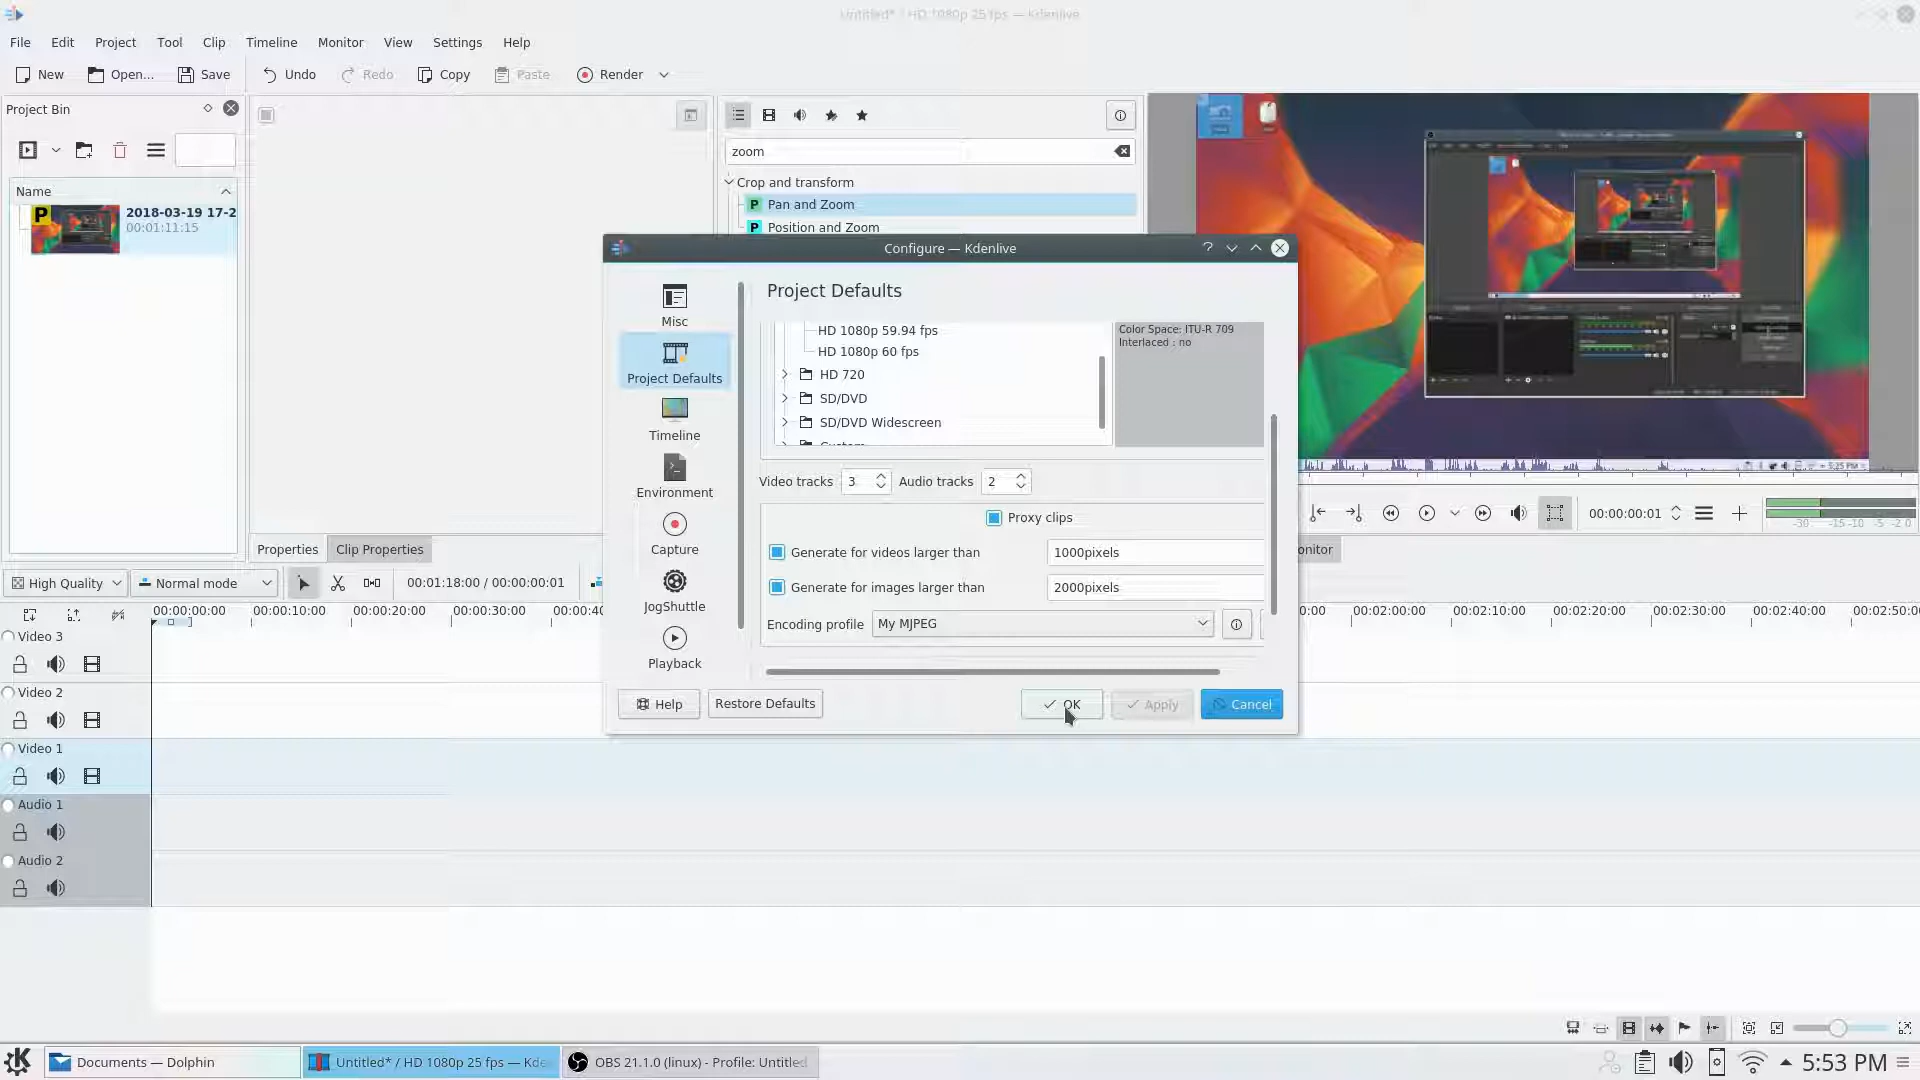 Untitled* / HD 1080p 25 fps — Kdenlive
File Edit Project Tool Clip Timeline Monitor View Settings Help
New Open... Save Undo Redo Copy Paste Render
Project Bin
zoom
Name
Crop and transform
P Pan and Zoom
P Position and Zoom
P
2018-03-19 17-2
00:01:11:15
Configure — Kdenlive
Misc
Project Defaults
Timeline
Environment
Capture
JogShuttle
Playback
Project Defaults
HD 1080p 59.94 fps
HD 1080p 60 fps
HD 720
SD/DVD
SD/DVD Widescreen
Color Space: ITU-R 709
Interlaced : no
Video tracks 3 Audio tracks 2
Proxy clips
Generate for videos larger than 1000pixels
Generate for images larger than 2000pixels
Encoding profile My MJPEG
Help Restore Defaults OK Apply Cancel
00:00:00:01
-30 -15 -10 -5 -2 0
Properties Clip Properties
High Quality Normal mode 00:01:18:00 / 00:00:00:01
00:00:00:00 00:00:10:00 00:00:20:00 00:00:30:00 00:00:40 00:02:00:00 00:02:10:00 00:02:20:00 00:02:30:00 00:02:40:00 00:02:50:0
Video 3
Video 2
Video 1
Audio 1
Audio 2
Documents — Dolphin
Untitled* / HD 1080p 25 fps — Kde
OBS 21.1.0 (linux) - Profile: Untitled
5:53 PM